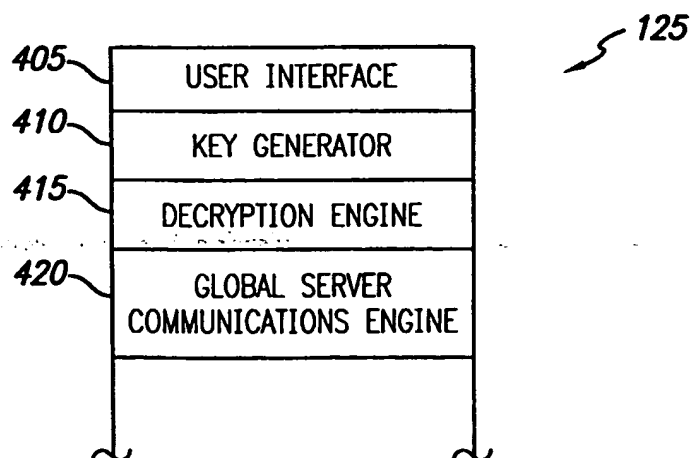 125
405
USER INTERFACE
410
KEY GENERATOR
415
DECRYPTION ENGINE
420
GLOBAL SERVER
COMMUNICATIONS ENGINE